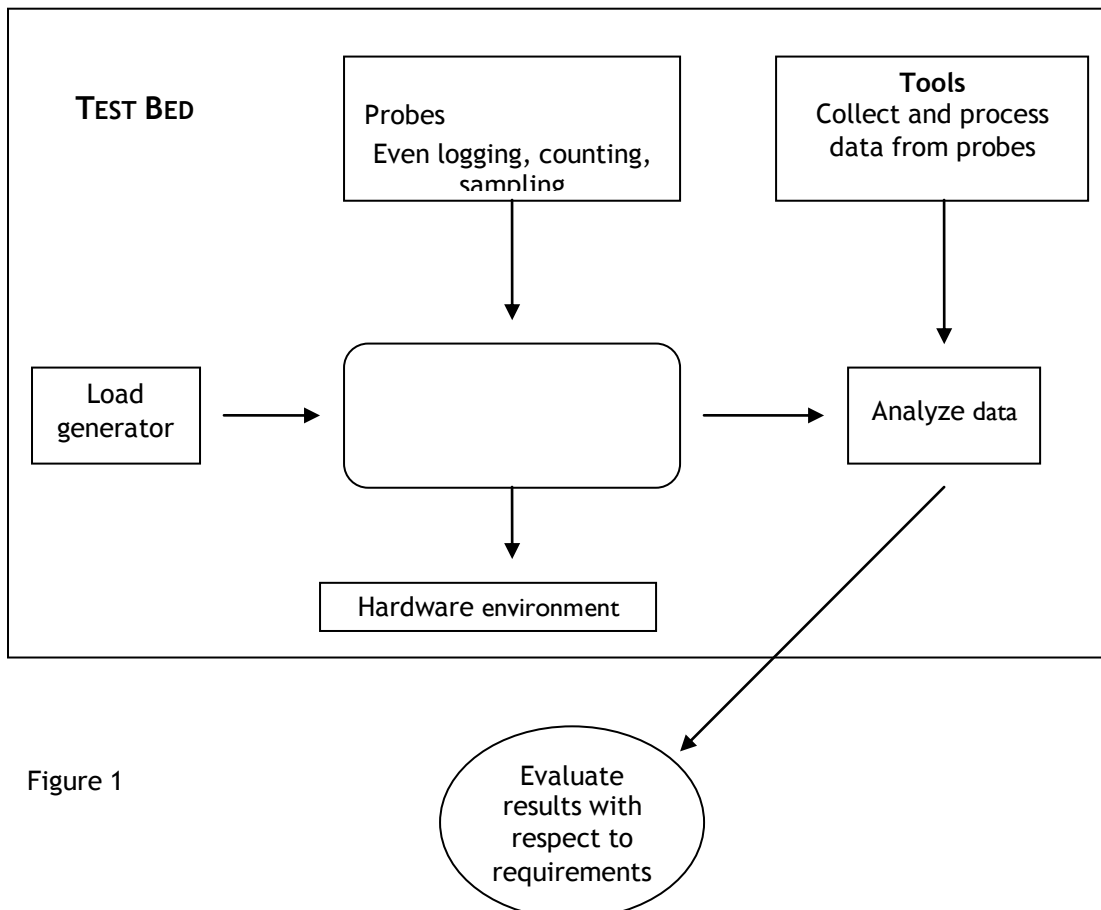 TEST BED
Probes
Even logging, counting,
sampling
Tools
Collect and process
data from probes
Load
generator
Analyze data
Hardware environment
Figure 1
Evaluate
results with
respect to
requirements